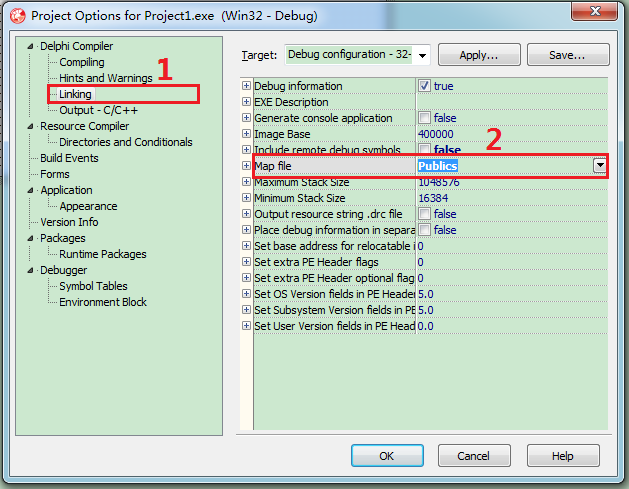 Project Options for Project1.exe (Win32 - Debug)
Delphi Compiler
Compiling
Hints and Warnings
1
Linking
Output - C/C++
Resource Compiler
Directories and Conditionals
Build Events
Forms
Application
Appearance
Version Info
Packages
Runtime Packages
Debugger
Symbol Tables
Environment Block
Target: Debug configuration - 32- Apply... Save...
Debug information true
EXE Description
Generate console application false
Image Base 400000
2
Include remote debug symbols false
Map file Publics
Maximum Stack Size 1048576
Minimum Stack Size 16384
Output resource string .drc file false
Place debug information in separa false
Set base address for relocatable i 0
Set extra PE Header flags 0
Set extra PE Header optional flag 0
Set OS Version fields in PE Header 5.0
Set Subsystem Version fields in PE 5.0
Set User Version fields in PE Head 0.0
OK Cancel Help